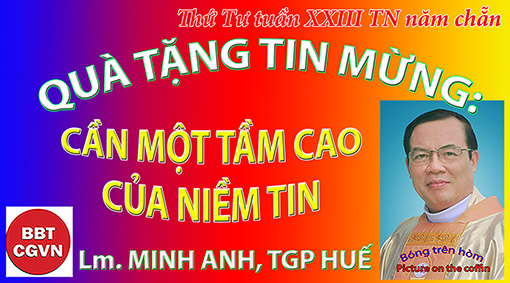 Thứ Tư tuần XXIII TN năm chẵn
QUÀ TẶNG TIN MỪNG:
CẦN MỘT TẦM CAO
CỦA NIỀM TIN
BBT
CGVN
Lm. MINH ANH, TGP HUẾ
Bóng trên hòm
Picture on the coffin